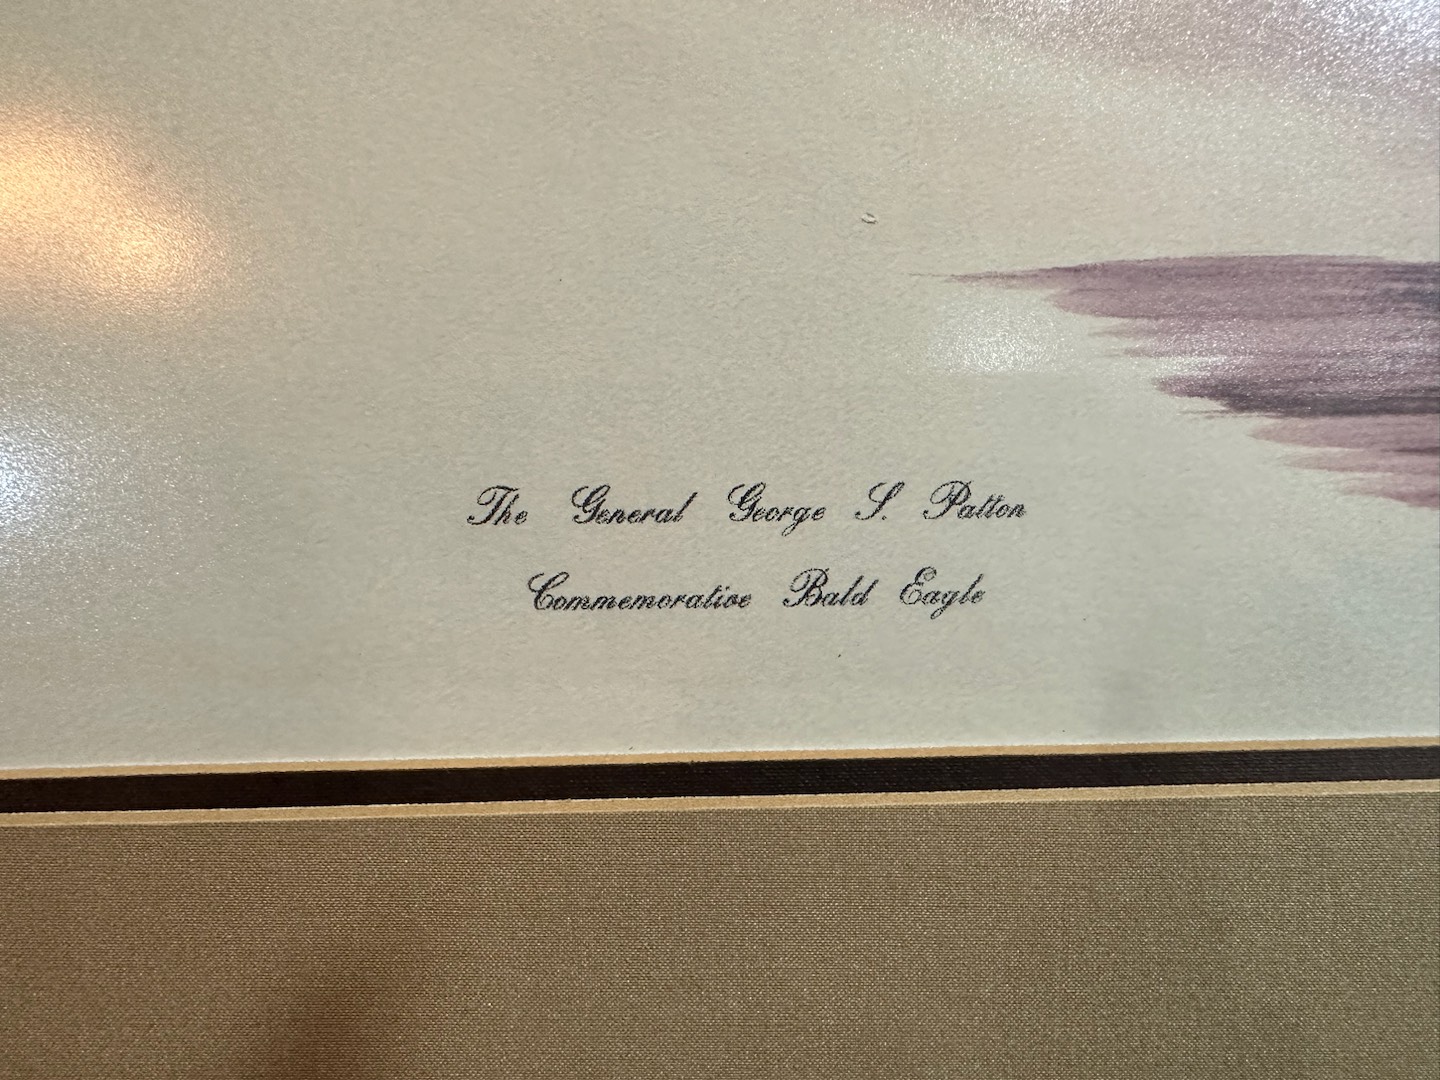 The General George S. Patton
Commemorative Bald Eagle